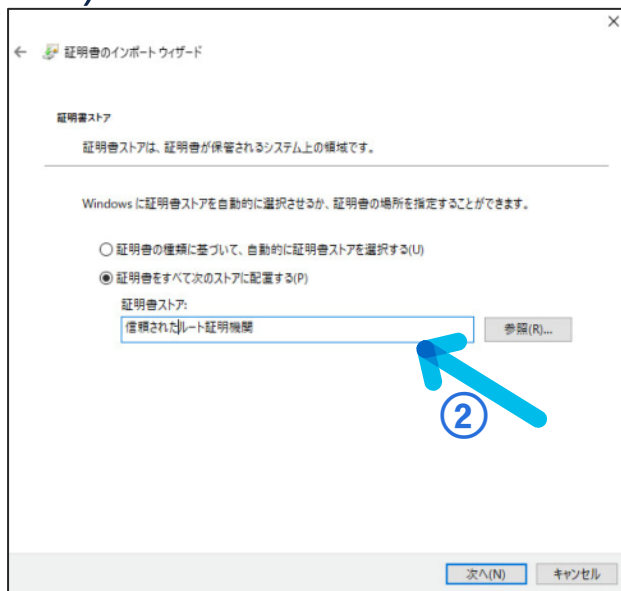 証明書のインポート ウィザード
証明書ストア
証明書ストアは、証明書が保管されるシステム上の領域です。
Windows に証明書ストアを自動的に選択させるか、証明書の場所を指定することができます。
証明書の種類に基づいて、自動的に証明書ストアを選択する(U)
証明書をすべて次のストアに配置する(P)
証明書ストア:
信頼されたルート証明機関
参照(R)...
②
次へ(N) キャンセル